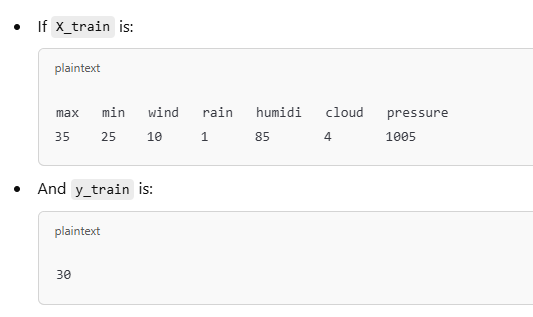 If X_train is:
plaintext
max min wind rain humidi cloud pressure
35 25 10 1 85 4 1005
And y_train is:
plaintext
30